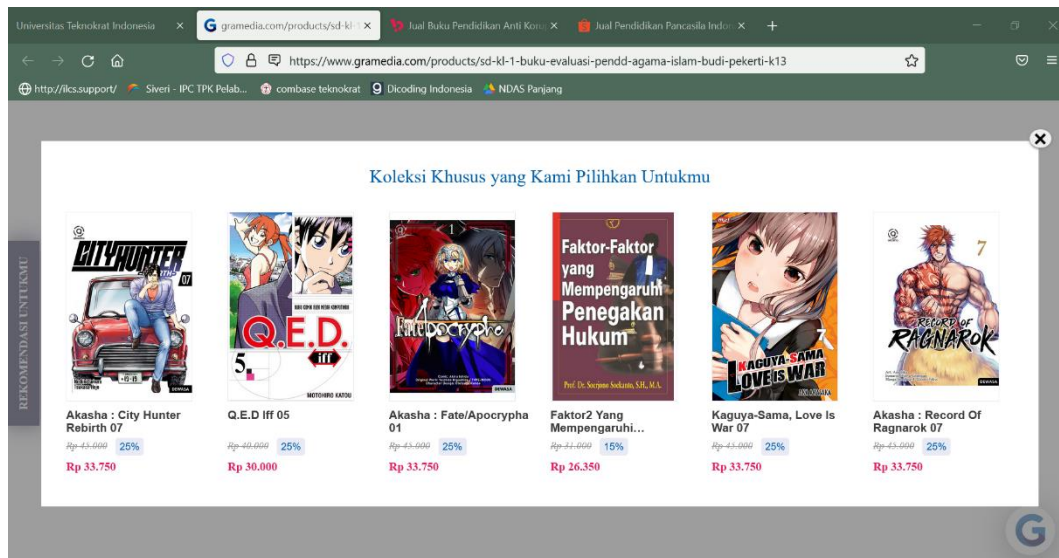 Universitas Teknokrat Indonesia
gramedia.com/products/sd-kl-1
Jual Buku Pendidikan Anti Koru
Jual Pendidikan Pancasila Indon
https://www.gramedia.com/products/sd-kl-1-buku-evaluasi-pendd-agama-islam-budi-pekerti-k13
http://ilcs.support/
Siveri - IPC TPK Pelab...
combase teknokrat
Dicoding Indonesia
NDAS Panjang
REKOMENDASI UNTUKMU
Koleksi Khusus yang Kami Pilihkan Untukmu
CITYHUNTER
07
DEWASA
Akasha : City Hunter
Rebirth 07
Rp 45.000 25%
Rp 33.750
Q.E.D.
iff
5.
MOTOHIRO KATOU
Q.E.D Iff 05
Rp 40.000 25%
Rp 30.000
1
Fate/Apocrypha
DEWASA
Akasha : Fate/Apocrypha
01
Rp 45.000 25%
Rp 33.750
Faktor-Faktor
yang
Mempengaruhi
Penegakan
Hukum
Prof. Dr. Soerjono Soekanto, S.H., M.A.
Faktor2 Yang
Mempengaruhi...
Rp 31.000 15%
Rp 26.350
7
KAGUYA-SAMA
LOVE IS WAR
Kaguya-Sama, Love Is
War 07
Rp 45.000 25%
Rp 33.750
7
RECORD OF
RAGNAROK
DEWASA
Akasha : Record Of
Ragnarok 07
Rp 45.000 25%
Rp 33.750